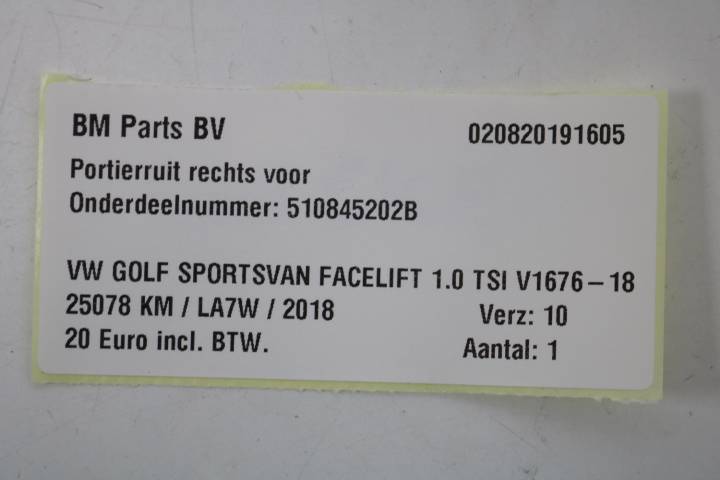 BM Parts BV 020820191605
Portierruit rechts voor
Onderdeelnummer: 510845202B
VW GOLF SPORTSVAN FACELIFT 1.0 TSI V1676-18
25078 KM / LA7W / 2018 Verz: 10
20 Euro incl. BTW. Aantal: 1